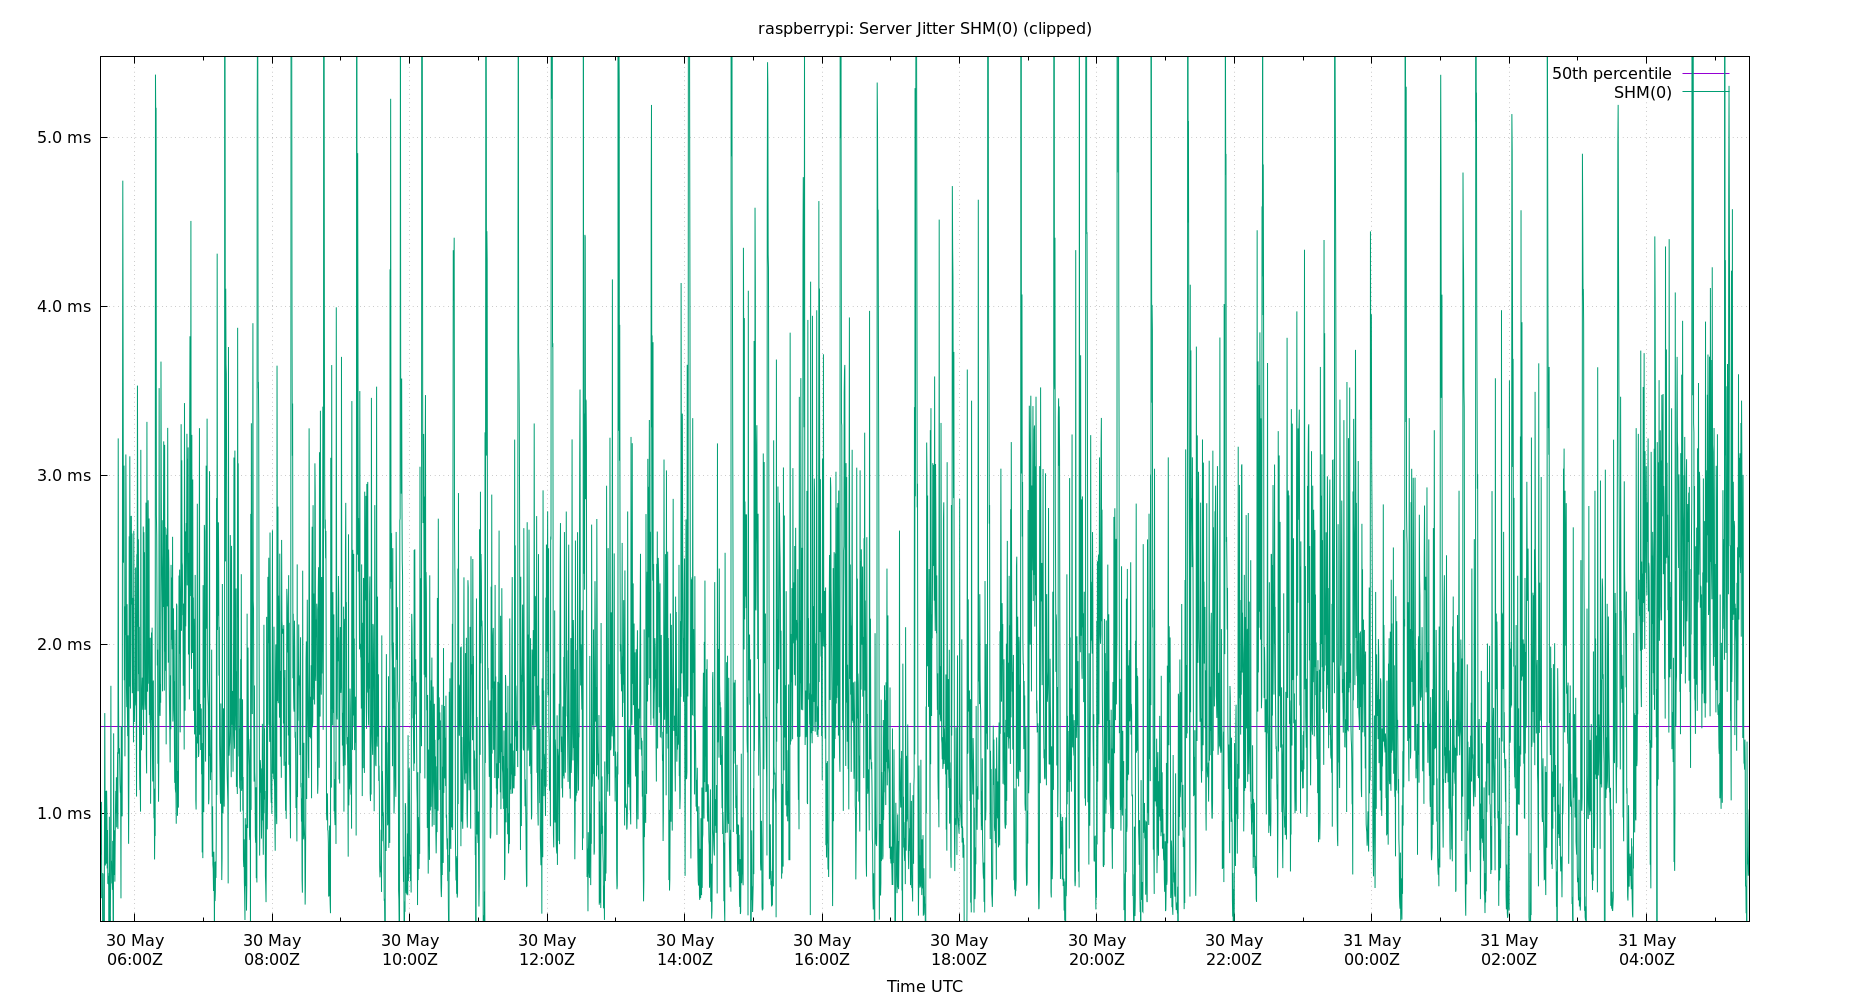 raspberrypi: Server Jitter SHM(0) (clipped)
50th percentile
SHM(0)
5.0 ms
4.0 ms
3.0 ms
2.0 ms
1.0 ms
30 May 30 May 30 May 30 May 30 May 30 May 30 May 30 May 30 May 31 May 31 May 31 May
06:00Z 08:00Z 10:00Z 12:00Z 14:00Z 16:00Z 18:00Z 20:00Z 22:00Z 00:00Z 02:00Z 04:00Z
Time UTC